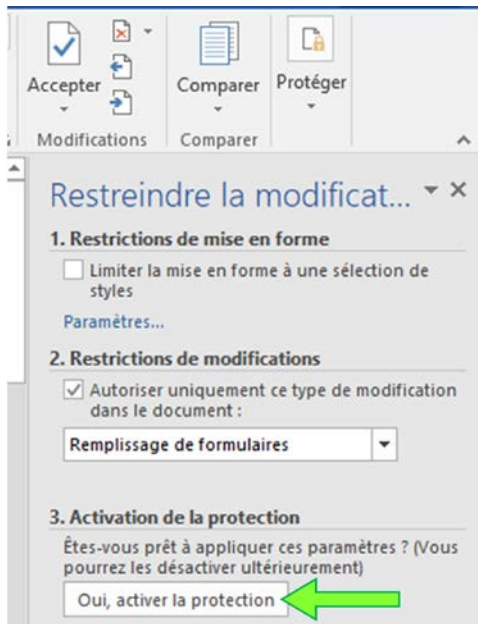 Accepter
Comparer
Protéger
Modifications
Comparer
Restreindre la modificat...
1. Restrictions de mise en forme
Limiter la mise en forme à une sélection de
styles
Paramètres...
2. Restrictions de modifications
Autoriser uniquement ce type de modification
dans le document :
Remplissage de formulaires
3. Activation de la protection
Êtes-vous prêt à appliquer ces paramètres ? (Vous
pourrez les désactiver ultérieurement)
Oui, activer la protection